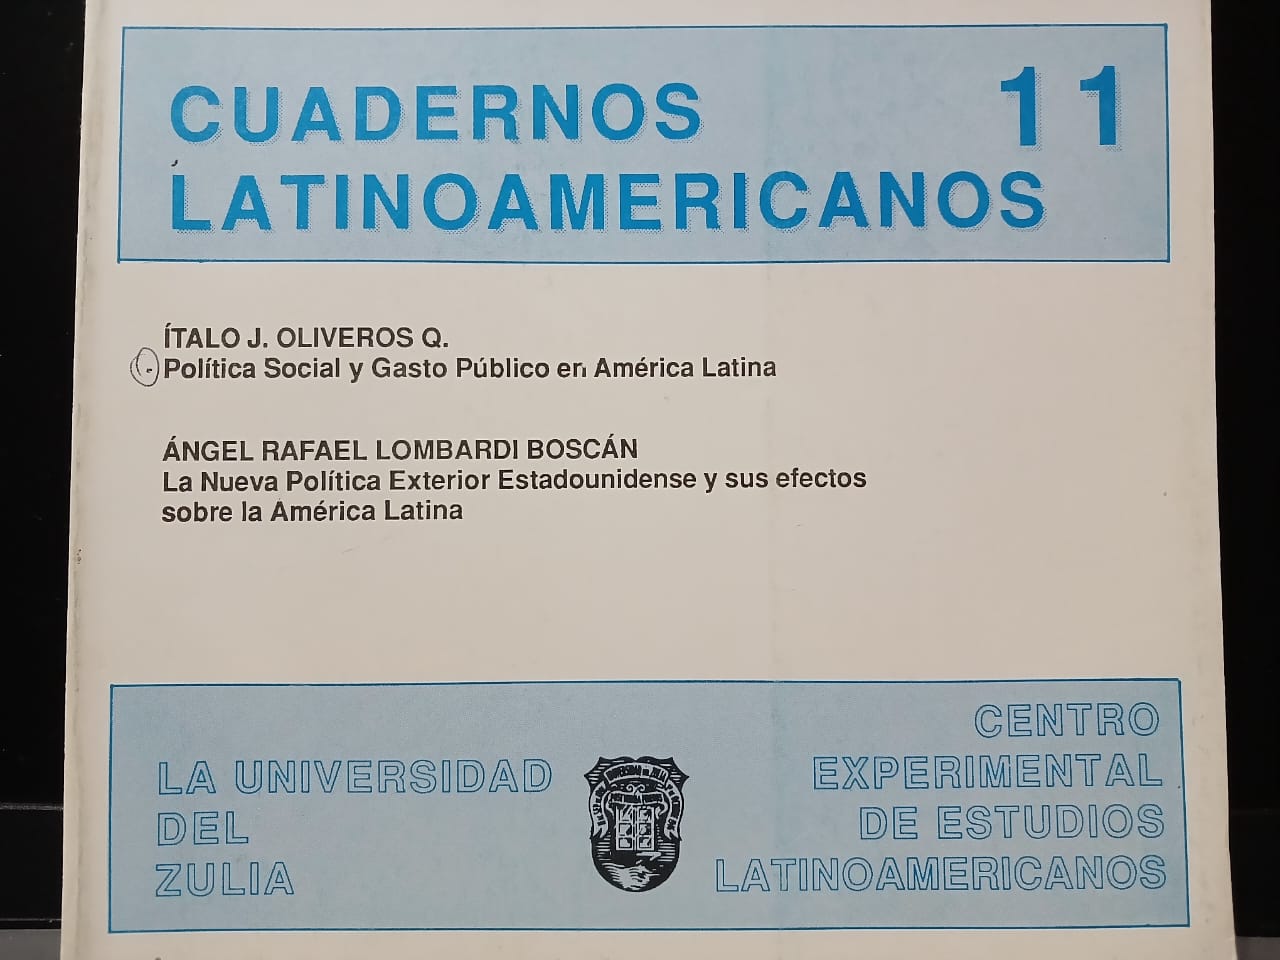 CUADERNOS 11
LATINOAMERICANOS
ÍTALO J. OLIVEROS Q.
Política Social y Gasto Público en América Latina
ÁNGEL RAFAEL LOMBARDI BOSCÁN
La Nueva Política Exterior Estadounidense y sus efectos
sobre la América Latina
LA UNIVERSIDAD
DEL
ZULIA
CENTRO
EXPERIMENTAL
DE ESTUDIOS
LATINOAMERICANOS